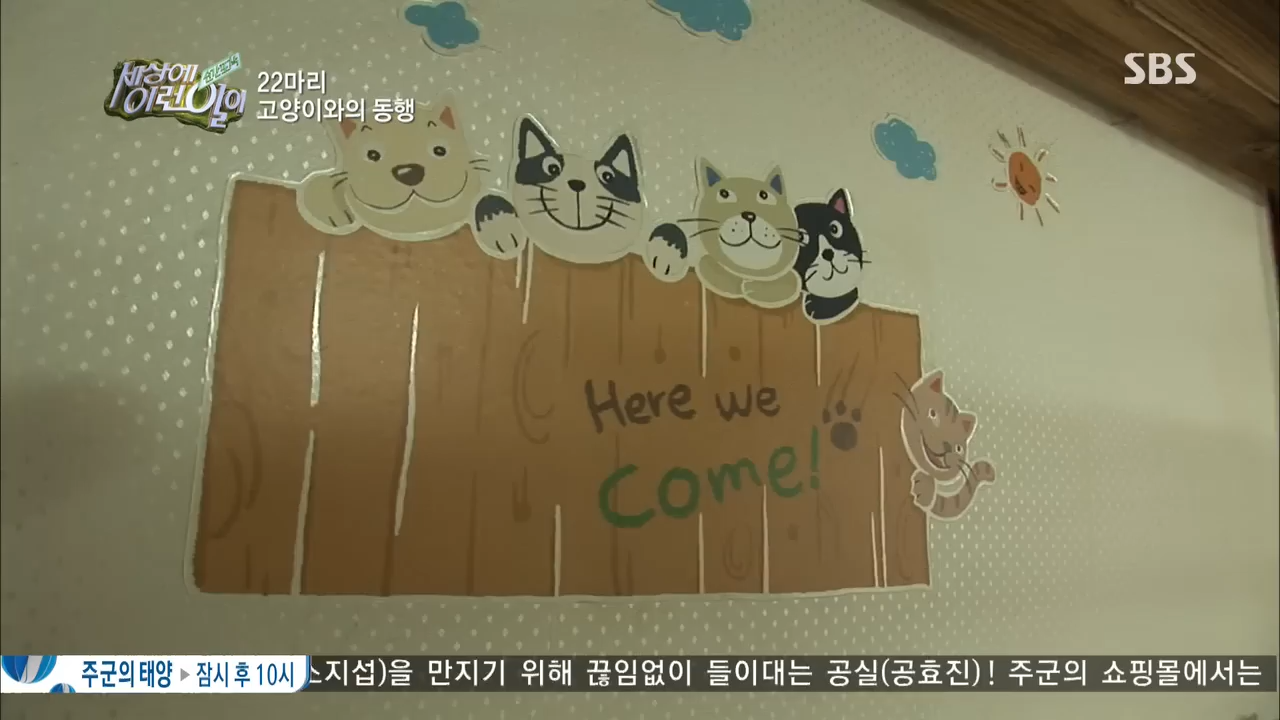 세상에
이런일이
22마리
고양이와의 동행
SBS
Here we
Come!
주군의 태양 ▶ 잠시 후 10시
소지섭)을 만지기 위해 끊임없이 들이대는 공실(공효진)! 주군의 쇼핑몰에서는